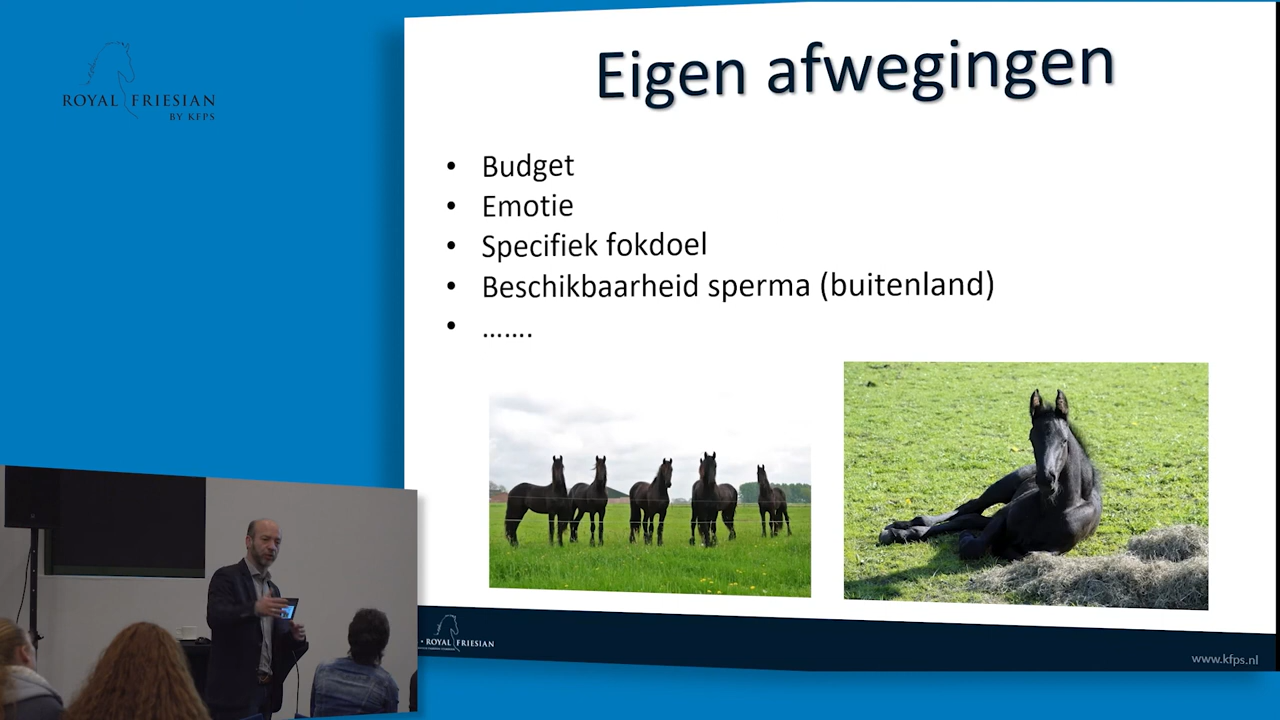 ROYAL FRIESIAN
BY KFPS
Eigen afwegingen
• Budget
• Emotie
• Specifiek fokdoel
• Beschikbaarheid sperma (buitenland)
• .......
ROYAL FRIESIAN
www.kfps.nl